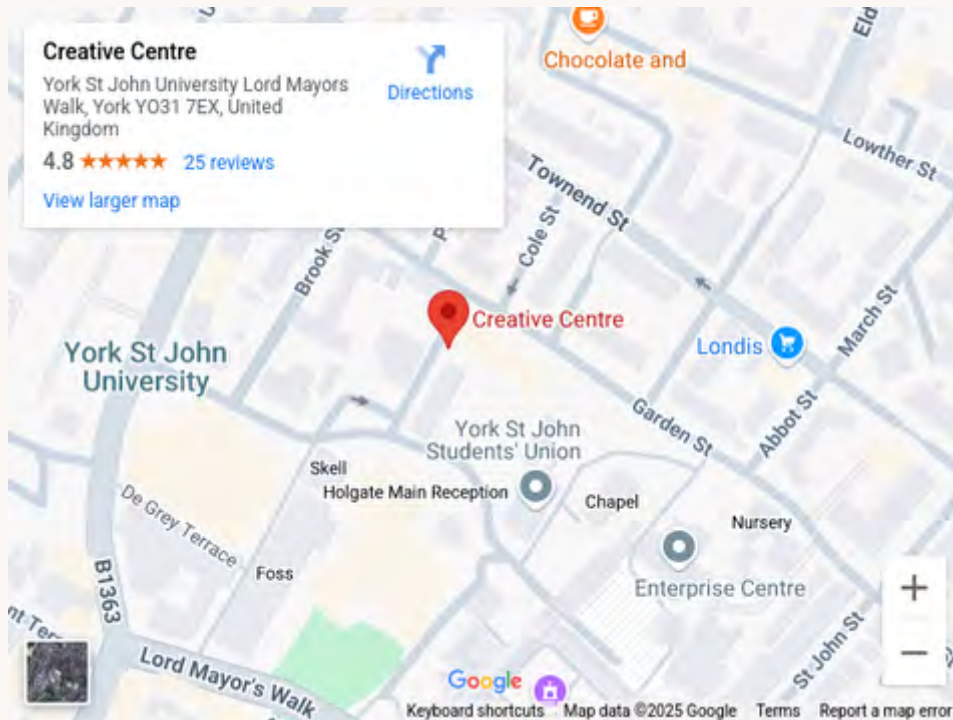 Creative Centre
York St John University Lord Mayors
Walk, York YO31 7EX, United
Kingdom
4.8
25 reviews
View larger map
Directions
Chocolate and
Lowther St
Townend St
Cole St
Brook St
Creative Centre
March St
Londis
York St John
University
Garden St
Abbot St
York St John
Students' Union
Skell
Holgate Main Reception
Chapel
Nursery
De Grey Terrace
Foss
Enterprise Centre
B1363
St John St
Lord Mayor's Walk
+
−
Google
Keyboard shortcuts
Map data ©2025 Google
Terms
Report a map error